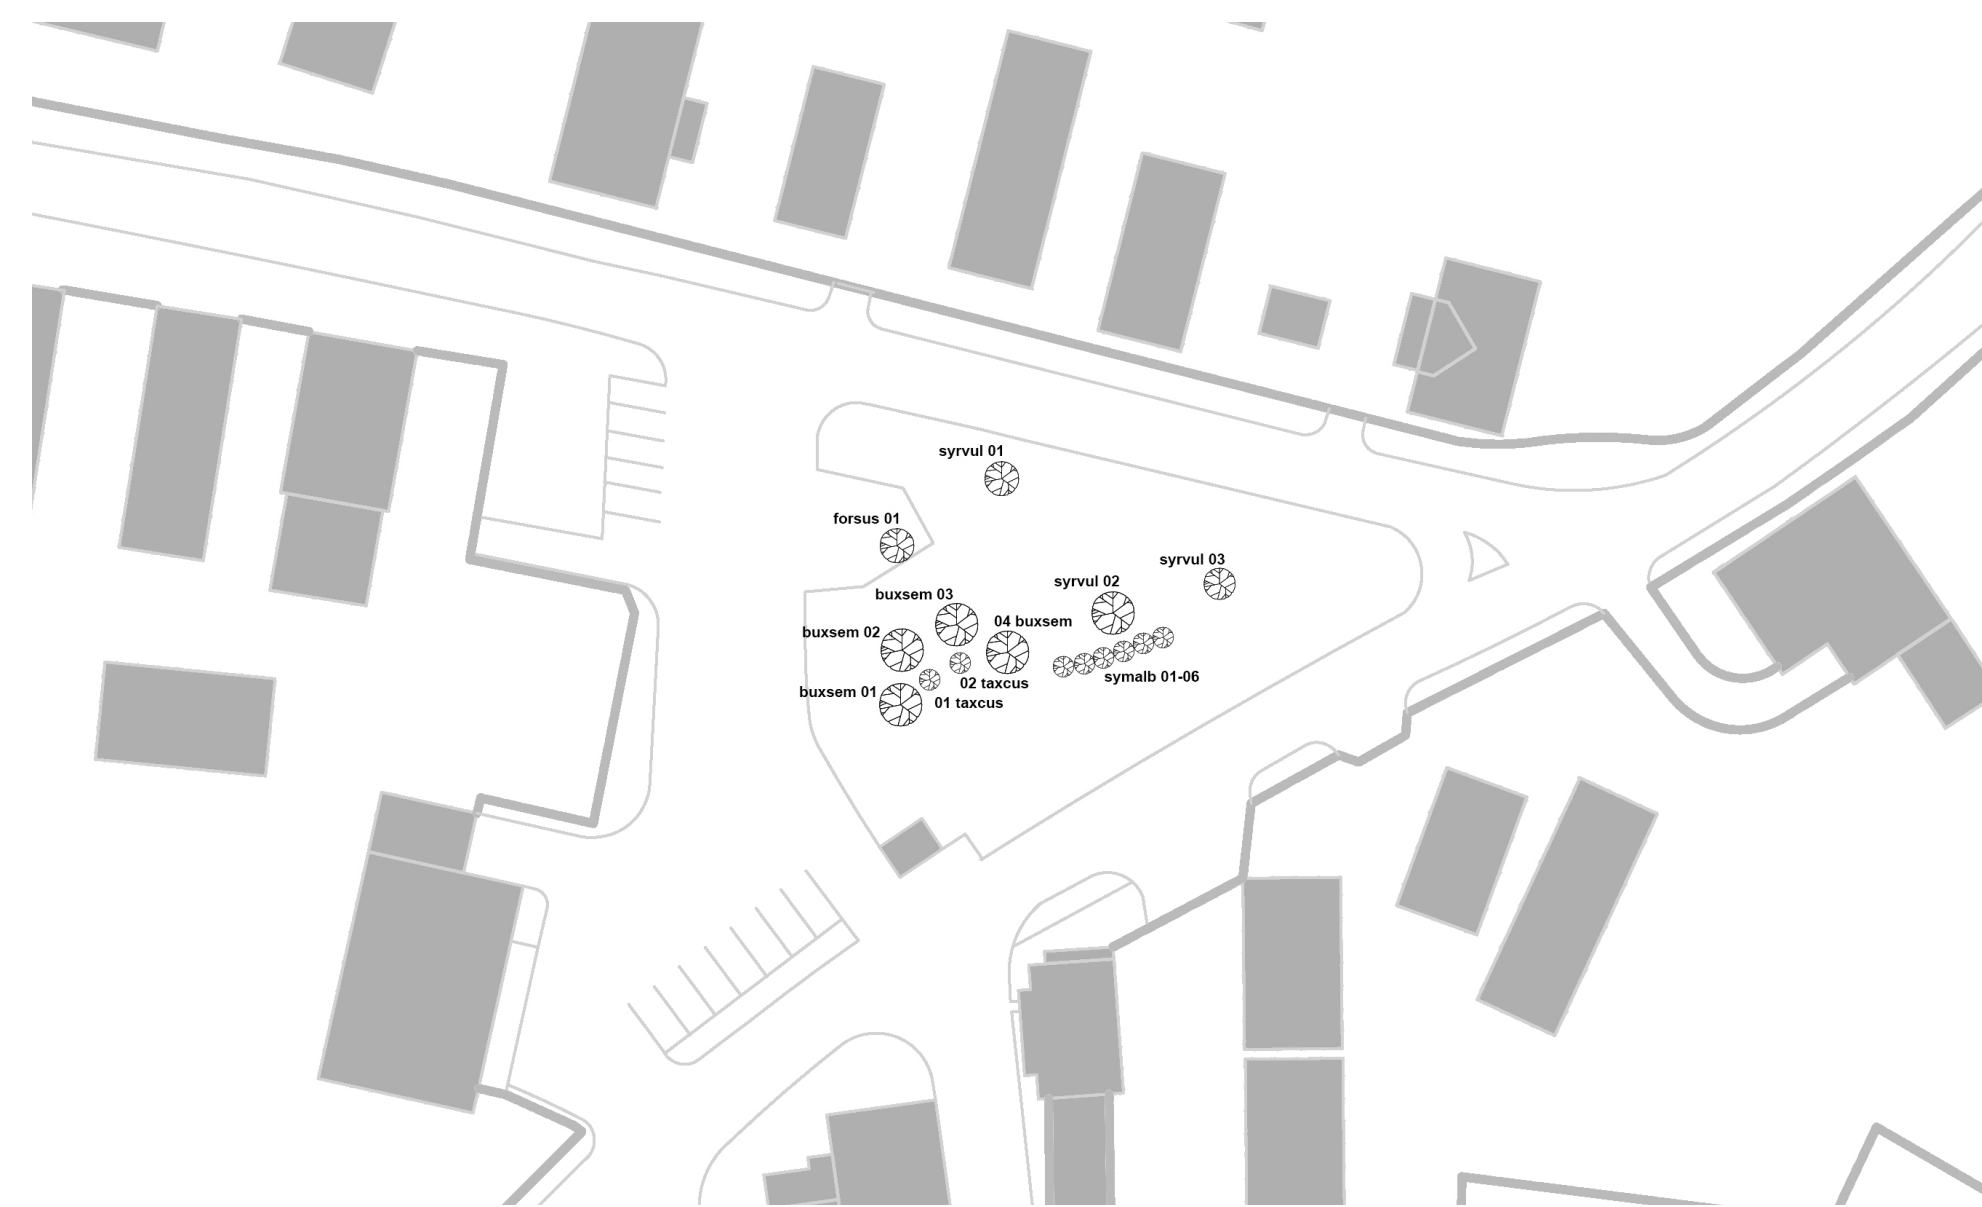 syrvul 01
forsus 01
syrvul 03
syrvul 02
buxsem 03
04 buxsem
buxsem 02
symalb 01-06
02 taxcus
buxsem 01
01 taxcus